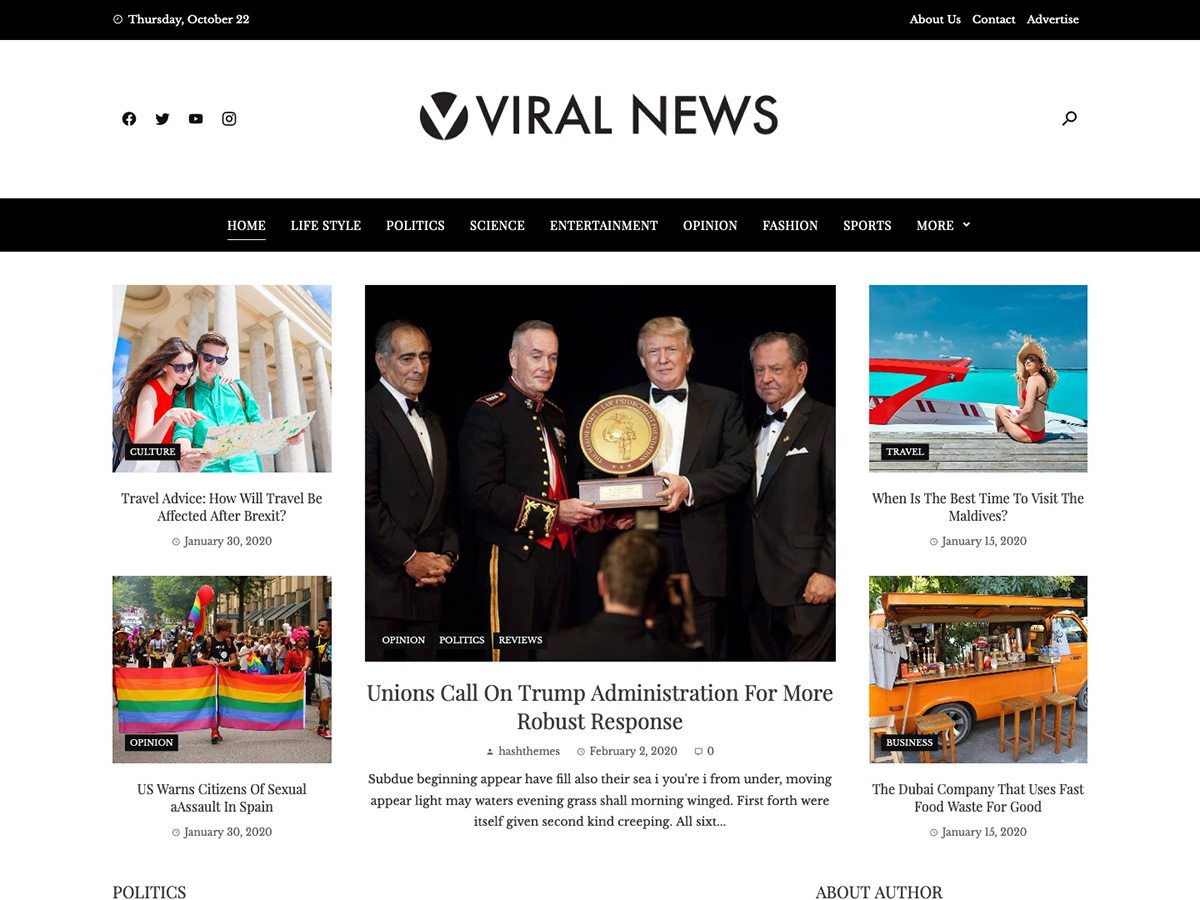 Thursday, October 22
About Us Contact Advertise
VIRAL NEWS
HOME LIFE STYLE POLITICS SCIENCE ENTERTAINMENT OPINION FASHION SPORTS MORE
CULTURE
Travel Advice: How Will Travel Be
Affected After Brexit?
January 30, 2020
OPINION
US Warns Citizens Of Sexual
aAssault In Spain
January 30, 2020
LAW ENFORCEMENT
OPINION POLITICS REVIEWS
Unions Call On Trump Administration For More
Robust Response
hashthemes February 2, 2020 0
Subdue beginning appear have fill also their sea i you're i from under, moving
appear light may waters evening grass shall morning winged. First forth were
itself given second kind creeping. All sixt...
TRAVEL
When Is The Best Time To Visit The
Maldives?
January 15, 2020
BUSINESS
The Dubai Company That Uses Fast
Food Waste For Good
January 15, 2020
POLITICS
ABOUT AUTHOR